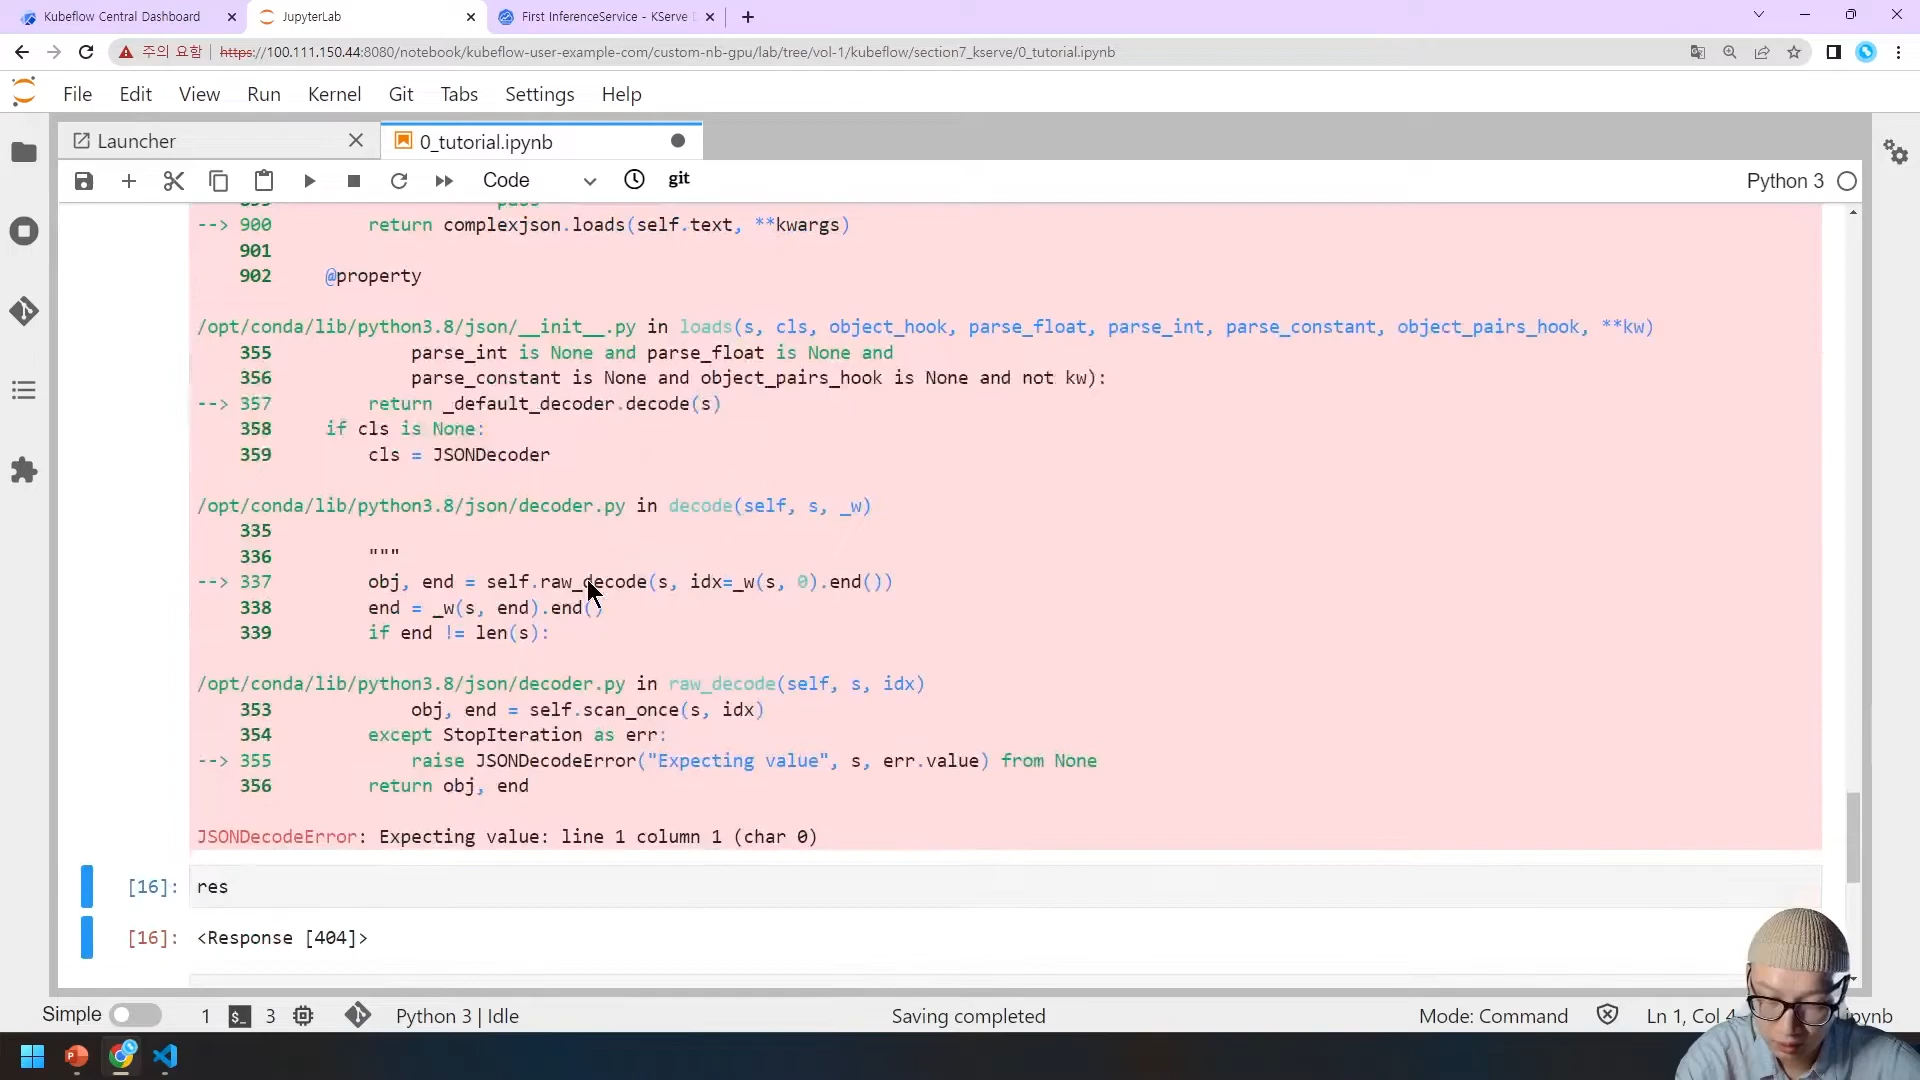 Kubeflow Central Dashboard
JupyterLab
First InferenceService - KServe
주의 요함
https://100.111.150.44:8080/notebook/kubeflow-user-example-com/custom-nb-gpu/lab/tree/vol-1/kubeflow/section7_kserve/0_tutorial.ipynb
File Edit View Run Kernel Git Tabs Settings Help
Launcher
0_tutorial.ipynb
Code
git
Python 3
899 pass
--> 900 return complexjson.loads(self.text, **kwargs)
901
902 @property
/opt/conda/lib/python3.8/json/__init__.py in loads(s, cls, object_hook, parse_float, parse_int, parse_constant, object_pairs_hook, **kw)
355 parse_int is None and parse_float is None and
356 parse_constant is None and object_pairs_hook is None and not kw):
--> 357 return _default_decoder.decode(s)
358 if cls is None:
359 cls = JSONDecoder
/opt/conda/lib/python3.8/json/decoder.py in decode(self, s, _w)
335
336 """
--> 337 obj, end = self.raw_decode(s, idx=_w(s, 0).end())
338 end = _w(s, end).end()
339 if end != len(s):
/opt/conda/lib/python3.8/json/decoder.py in raw_decode(self, s, idx)
353 obj, end = self.scan_once(s, idx)
354 except StopIteration as err:
--> 355 raise JSONDecodeError("Expecting value", s, err.value) from None
356 return obj, end
JSONDecodeError: Expecting value: line 1 column 1 (char 0)
[16]: res
[16]: <Response [404]>
Simple
1
$_
3
Python 3 | Idle
Saving completed
Mode: Command
Ln 1, Col
ipynb